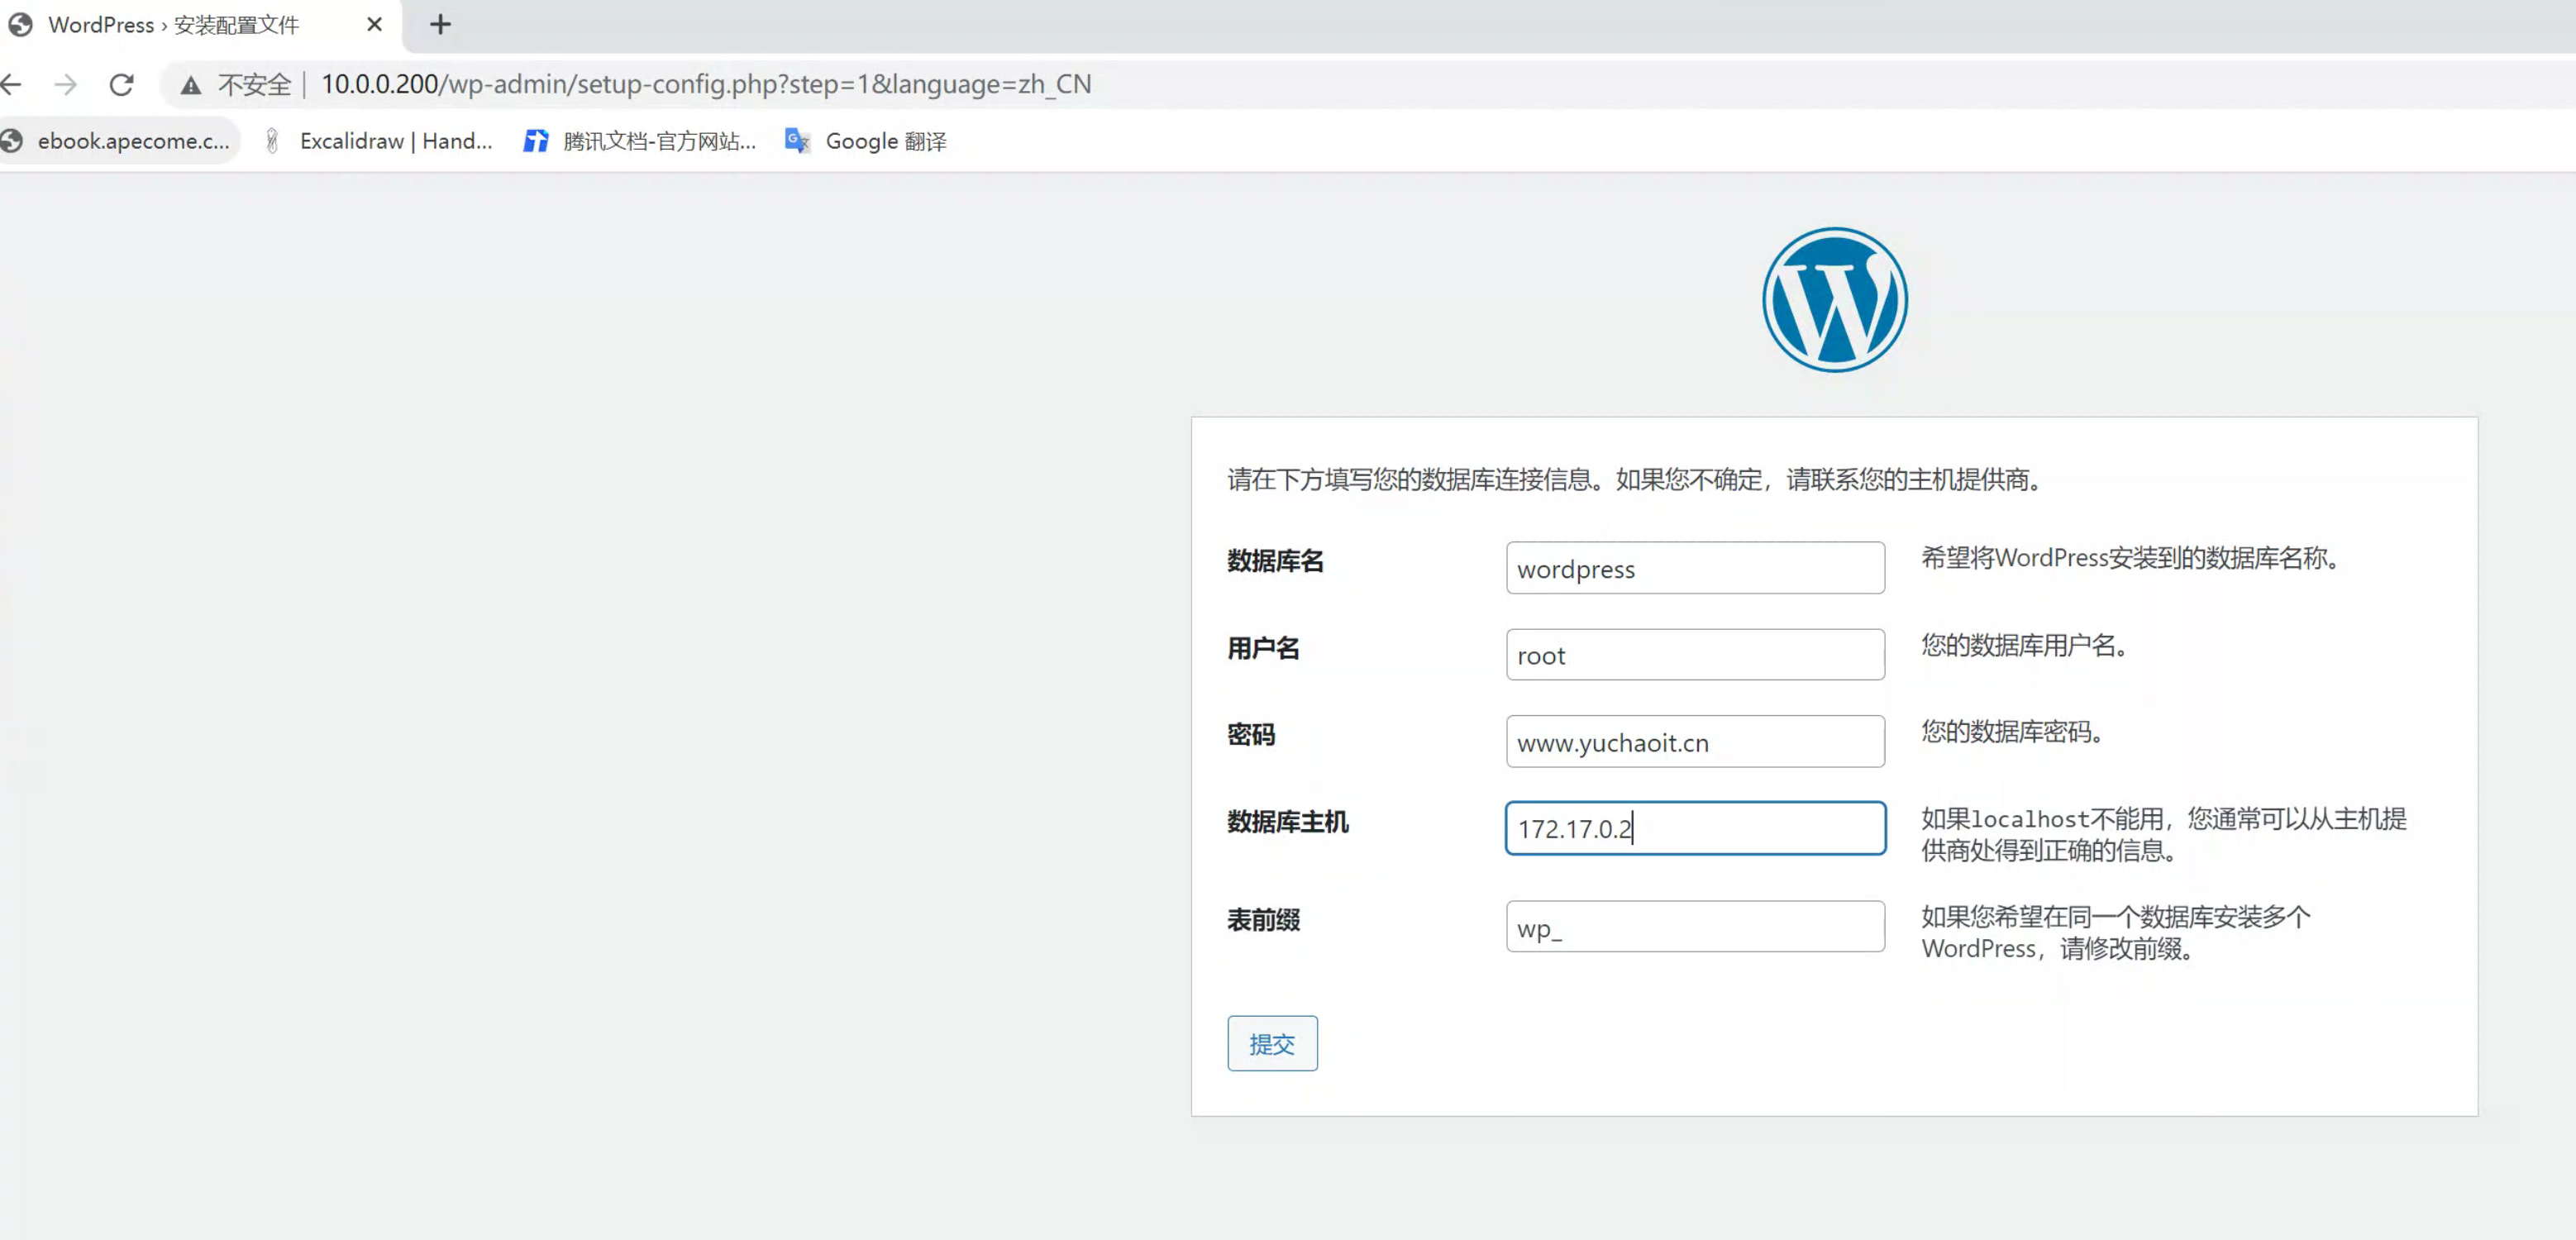 WordPress › 安装配置文件
不安全 10.0.0.200/wp-admin/setup-config.php?step=1&language=zh_CN
ebook.apecome.c... Excalidraw | Hand... 腾讯文档-官方网站... Google 翻译
请在下方填写您的数据库连接信息。如果您不确定，请联系您的主机提供商。
数据库名 wordpress 希望将WordPress安装到的数据库名称。
用户名 root 您的数据库用户名。
密码 www.yuchaoit.cn 您的数据库密码。
数据库主机 172.17.0.2 如果localhost不能用，您通常可以从主机提
供商处得到正确的信息。
表前缀 wp_ 如果您希望在同一个数据库安装多个
WordPress，请修改前缀。
提交